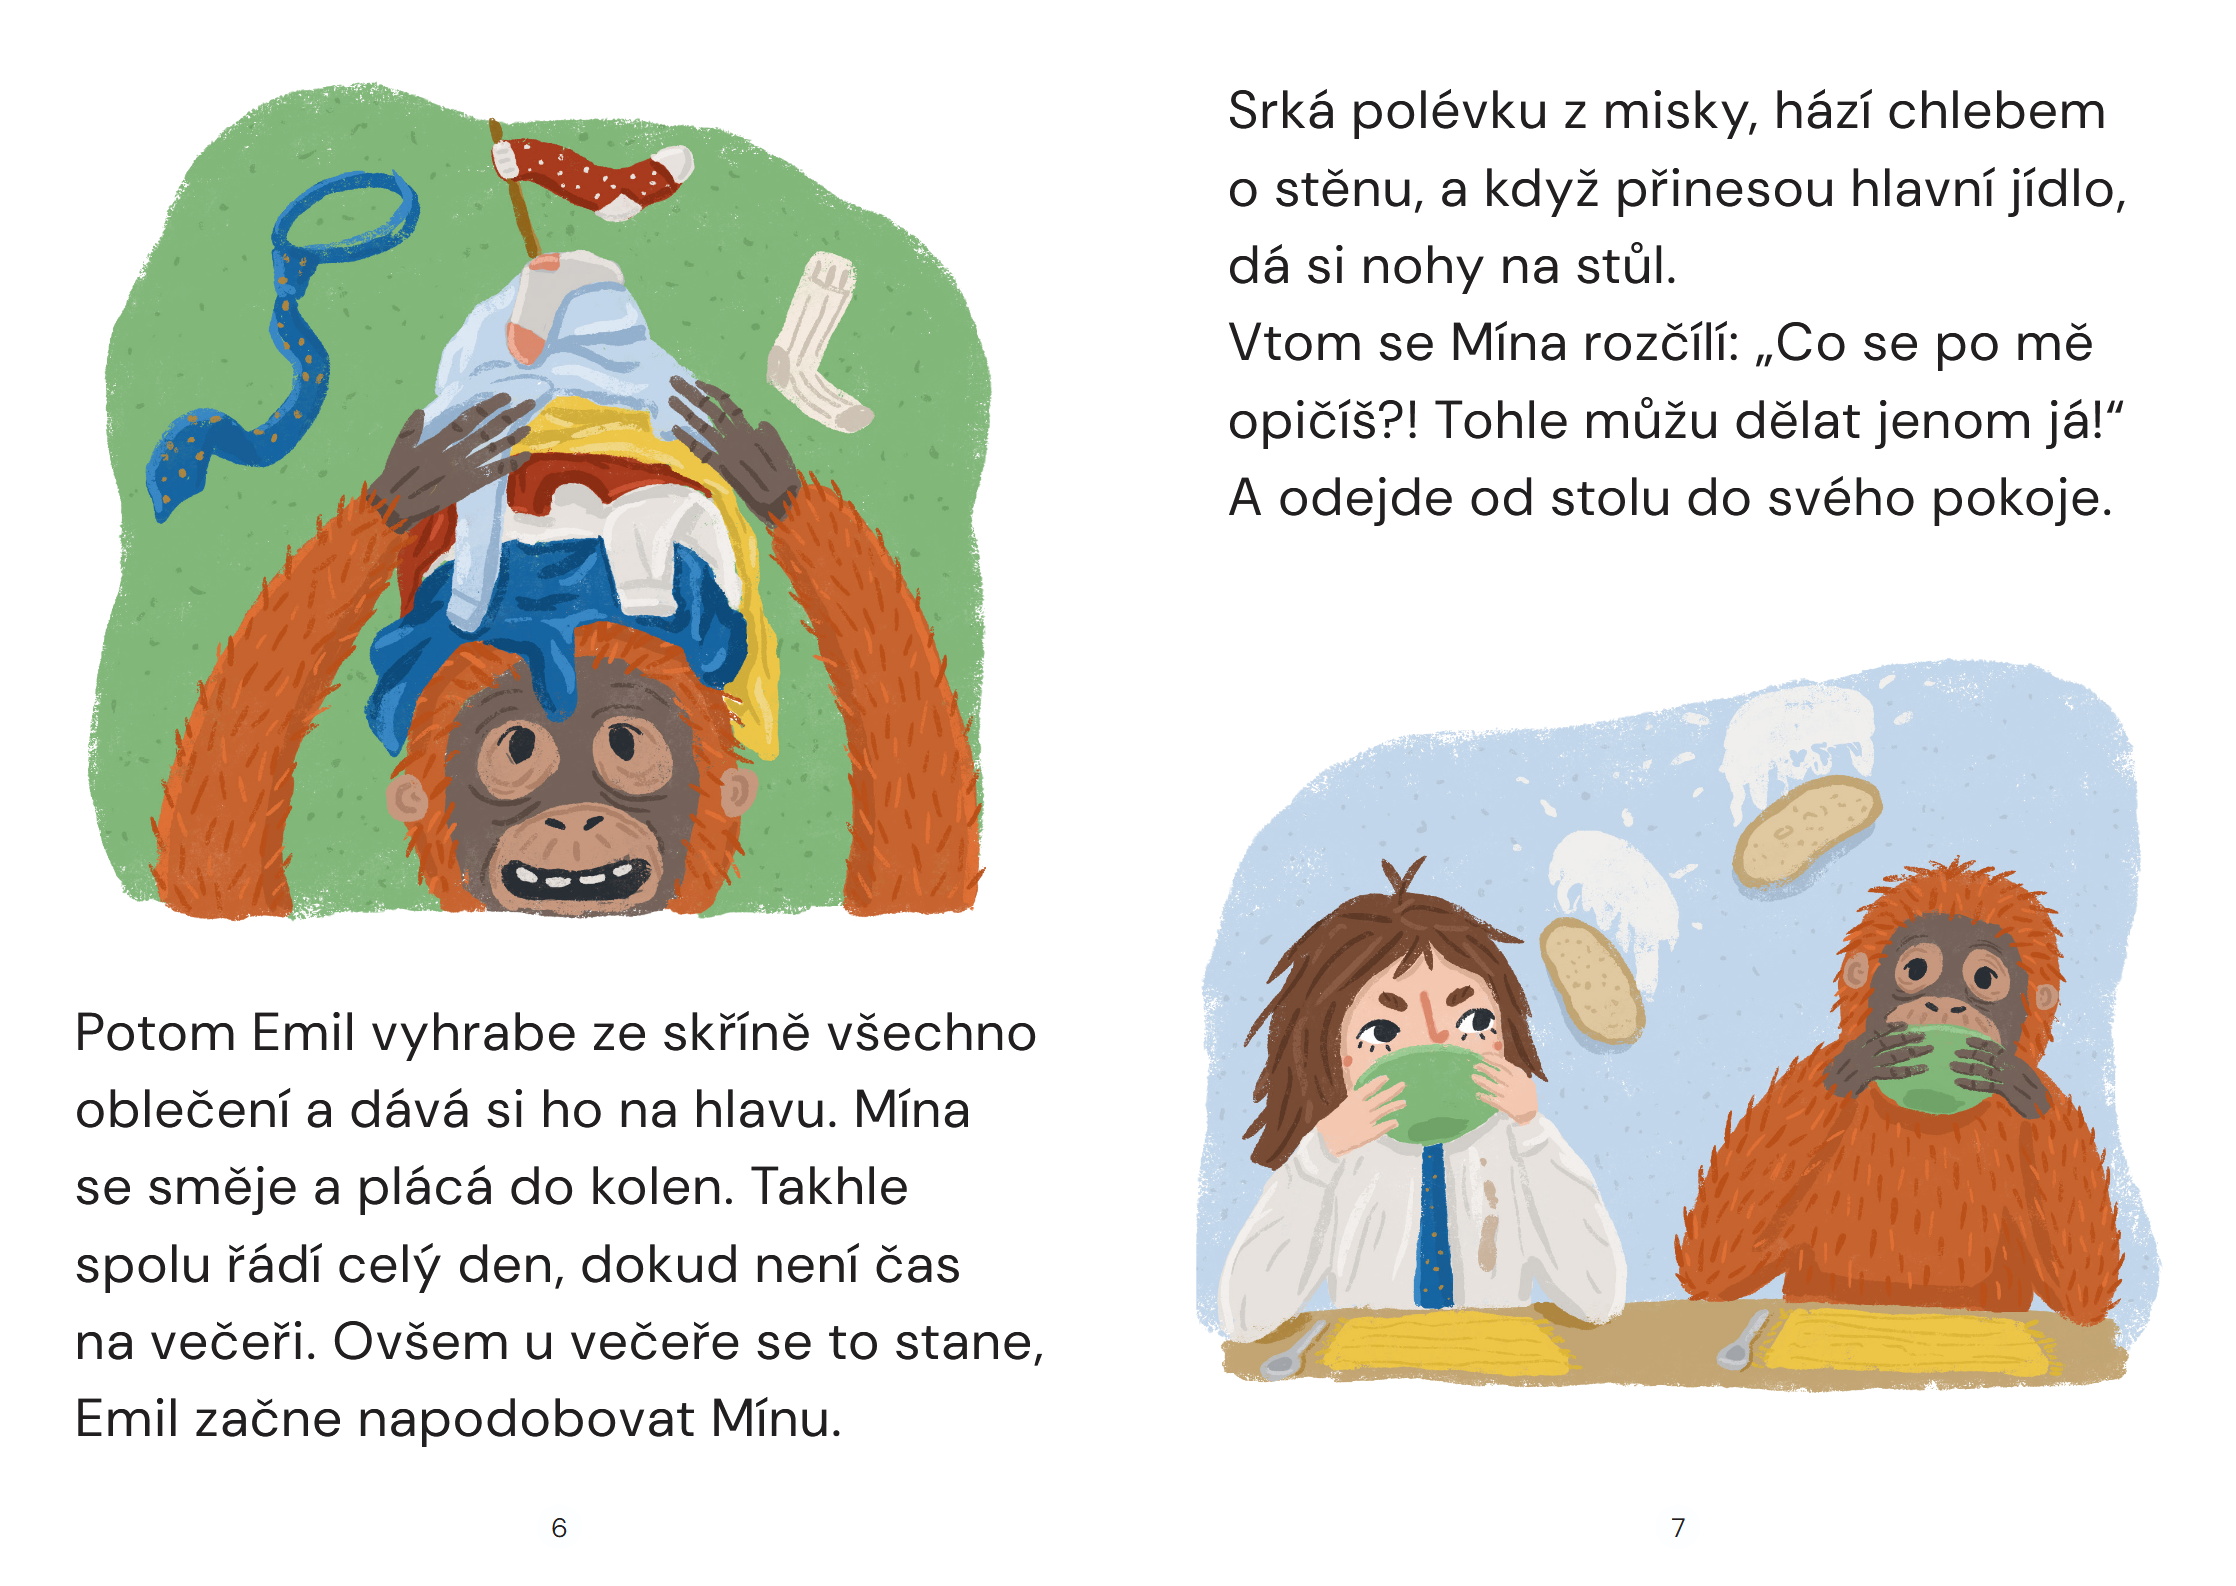 Potom Emil vyhrabe ze skříně všechno
oblečení a dává si ho na hlavu. Mína
se směje a plácá do kolen. Takhle
spolu řádí celý den, dokud není čas
na večeři. Ovšem u večeře se to stane,
Emil začne napodobovat Mínu.
6
Srká polévku z misky, hází chlebem
o stěnu, a když přinesou hlavní jídlo,
dá si nohy na stůl.
Vtom se Mína rozčílí: „Co se po mě
opičíš?! Tohle můžu dělat jenom já!“
A odejde od stolu do svého pokoje.
7